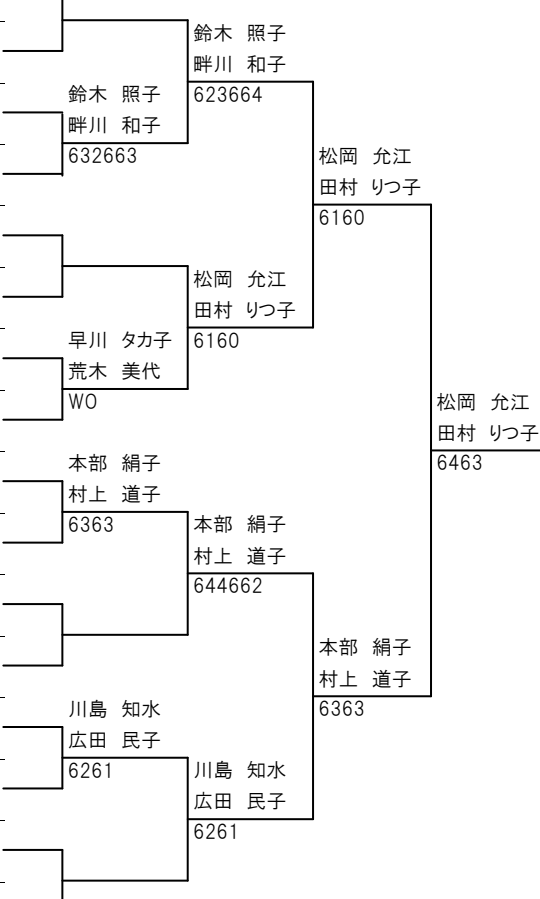 鈴木 照子
畔川 和子
623664
鈴木 照子
畔川 和子
632663
松岡 允江
田村 りつ子
6160
松岡 允江
田村 りつ子
6160
早川 タカ子
荒木 美代
WO
松岡 允江
田村 りつ子
6463
本部 絹子
村上 道子
6363
本部 絹子
村上 道子
644662
本部 絹子
村上 道子
6363
川島 知水
広田 民子
6261
川島 知水
広田 民子
6261